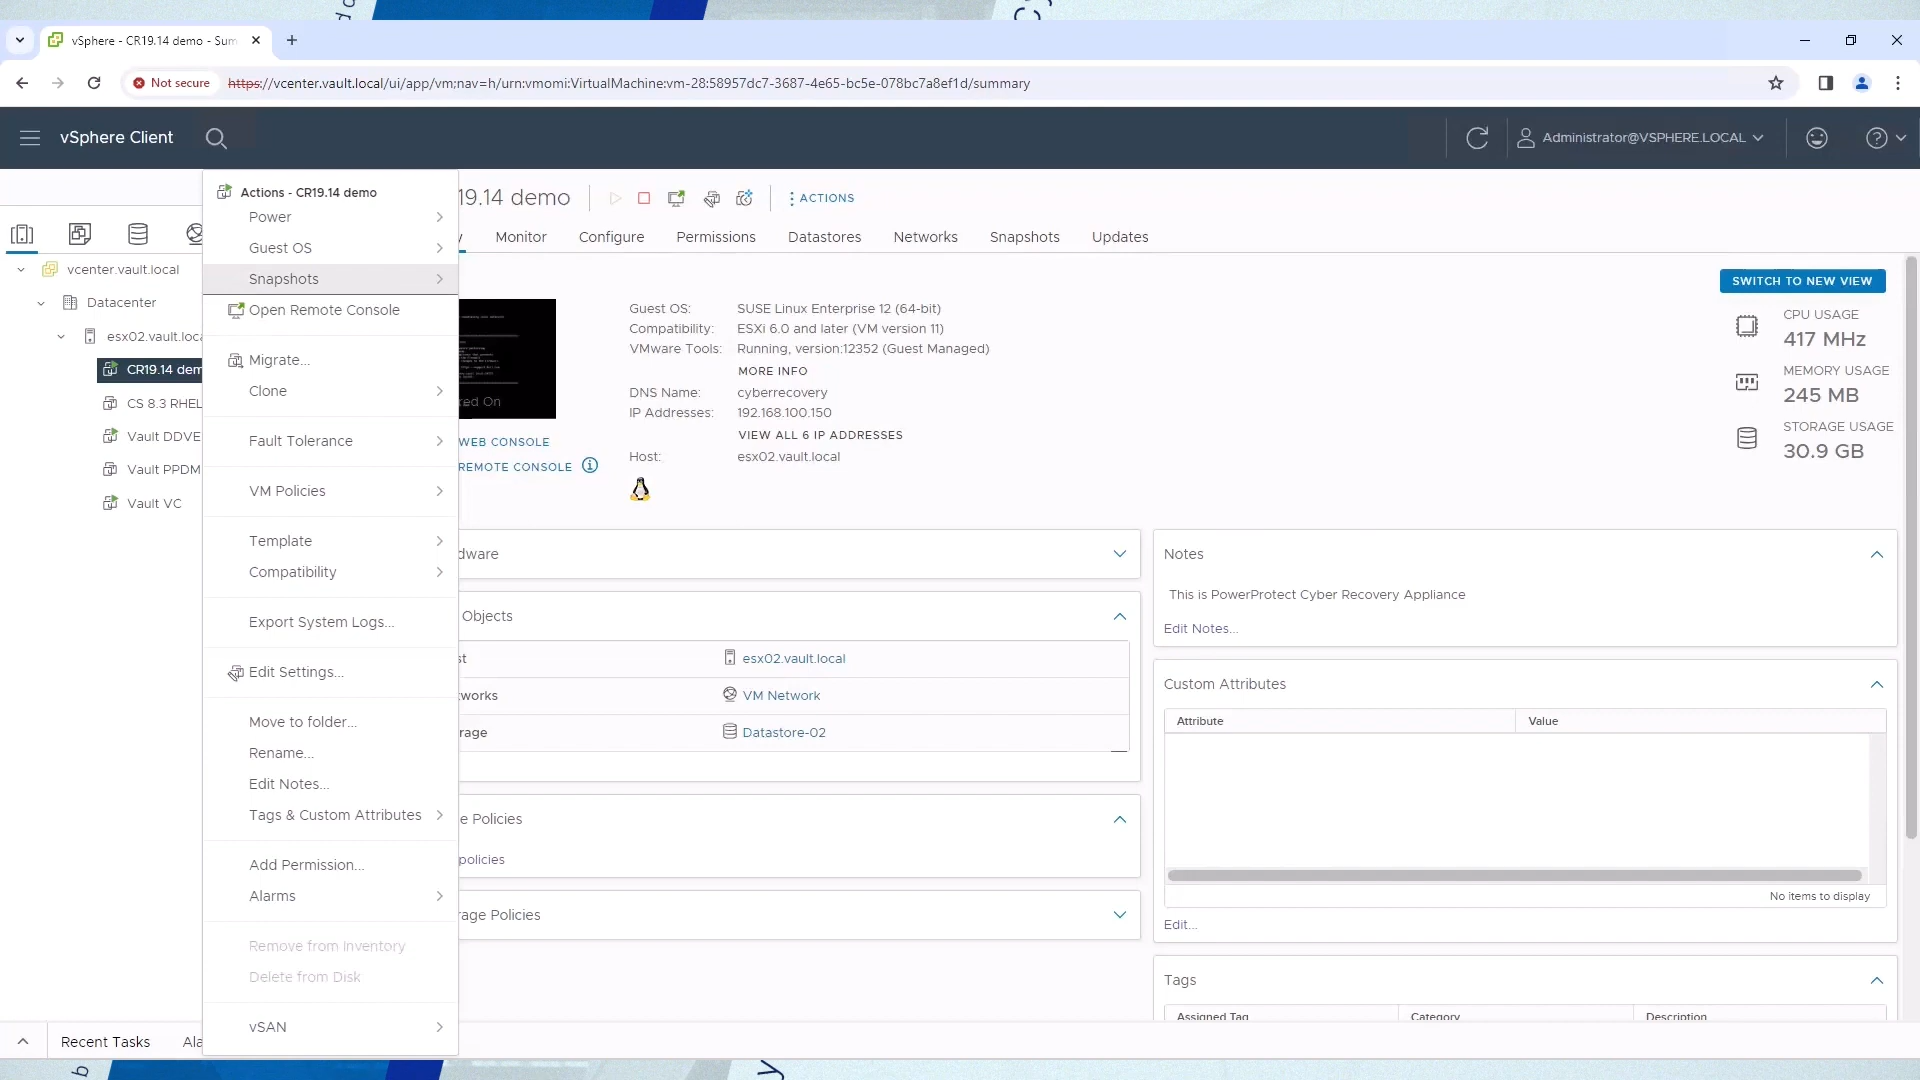 vSphere - CR19.14 demo - Sum
Not secure
https://vcenter.vault.local/ui/app/vm;nav=h/urn:vmomi:VirtualMachine:vm-28:58957dc7-3687-4e65-bc5e-078bc7a8ef1d/summary
vSphere Client
Administrator@VSPHERE.LOCAL
Actions - CR19.14 demo
Power
Guest OS
Snapshots
Open Remote Console
Migrate...
Clone
Fault Tolerance
VM Policies
Template
Compatibility
Export System Logs...
Edit Settings...
Move to folder...
Rename...
Edit Notes...
Tags & Custom Attributes
Add Permission...
Alarms
Remove from Inventory
Delete from Disk
vSAN
vcenter.vault.local
Datacenter
esx02.vault.loca
CR19.14 dem
CS 8.3 RHEL
Vault DDVE
Vault PPDM
Vault VC
19.14 demo
ACTIONS
y Monitor Configure Permissions Datastores Networks Snapshots Updates
SWITCH TO NEW VIEW
red On
WEB CONSOLE
REMOTE CONSOLE
Guest OS: SUSE Linux Enterprise 12 (64-bit)
Compatibility: ESXi 6.0 and later (VM version 11)
VMware Tools: Running, version:12352 (Guest Managed)
MORE INFO
DNS Name: cyberrecovery
IP Addresses: 192.168.100.150
VIEW ALL 6 IP ADDRESSES
Host: esx02.vault.local
CPU USAGE
417 MHz
MEMORY USAGE
245 MB
STORAGE USAGE
30.9 GB
dware
Objects
st esx02.vault.local
tworks VM Network
rage Datastore-02
e Policies
policies
rage Policies
Notes
This is PowerProtect Cyber Recovery Appliance
Edit Notes...
Custom Attributes
Attribute Value
No items to display
Edit...
Tags
Assigned Tag Category Description
Recent Tasks Ala